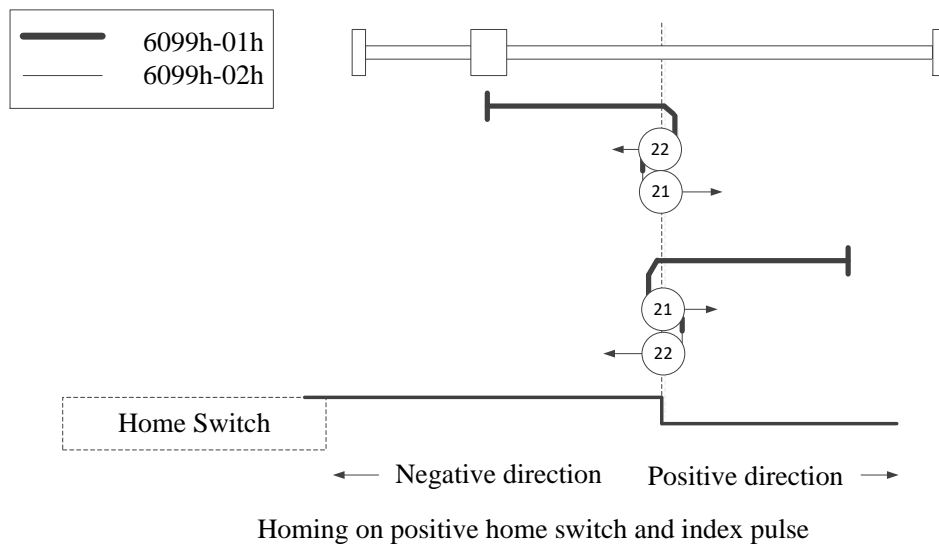 6099h-01h
6099h-02h
22
21
21
22
Home Switch
Negative direction
Positive direction
Homing on positive home switch and index pulse